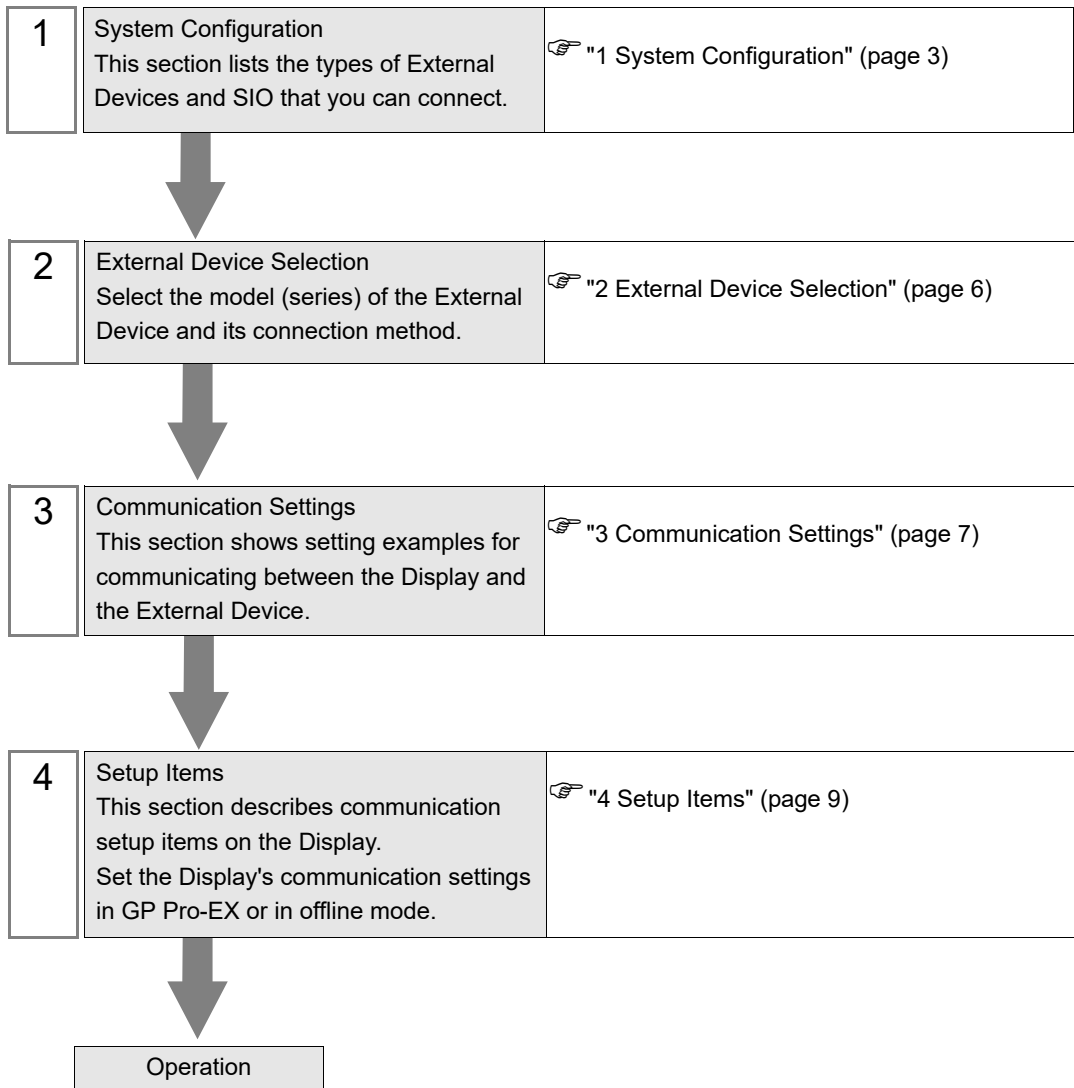 1
System Configuration
This section lists the types of External
Devices and SIO that you can connect.
"1 System Configuration" (page 3)
2
External Device Selection
Select the model (series) of the External
Device and its connection method.
"2 External Device Selection" (page 6)
3
Communication Settings
This section shows setting examples for
communicating between the Display and
the External Device.
"3 Communication Settings" (page 7)
4
Setup Items
This section describes communication
setup items on the Display.
Set the Display's communication settings
in GP Pro-EX or in offline mode.
"4 Setup Items" (page 9)
Operation